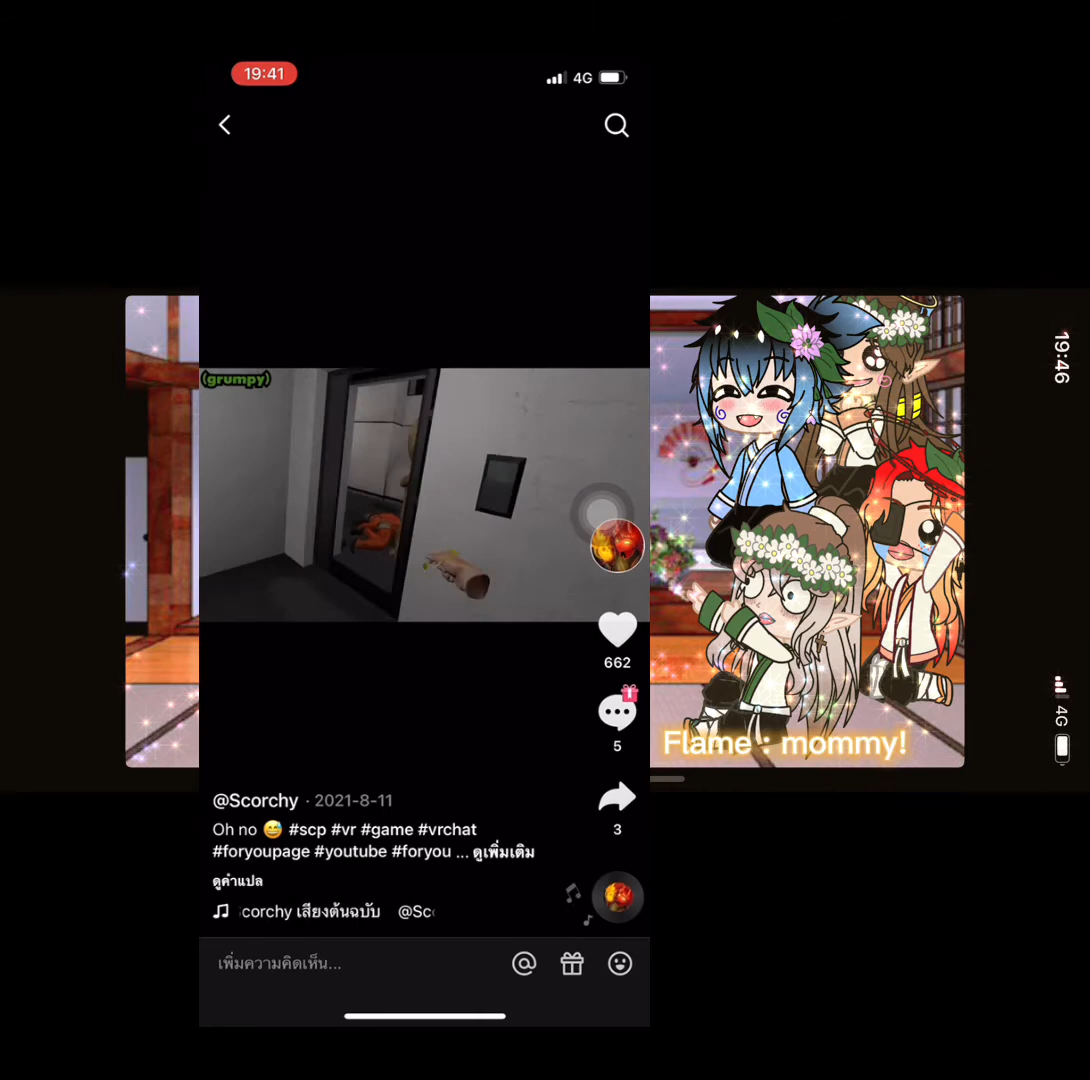 19:41
4G
(grumpy)
662
5
@Scorchy · 2021-8-11
3
Oh no 😅 #scp #vr #game #vrchat
#foryoupage #youtube #foryou ... ดูเพิ่มเติม
ดูคำแปล
corchy เสียงต้นฉบับ @Sc
เพิ่มความคิดเห็น...
Flame : mommy!
19:46
4G